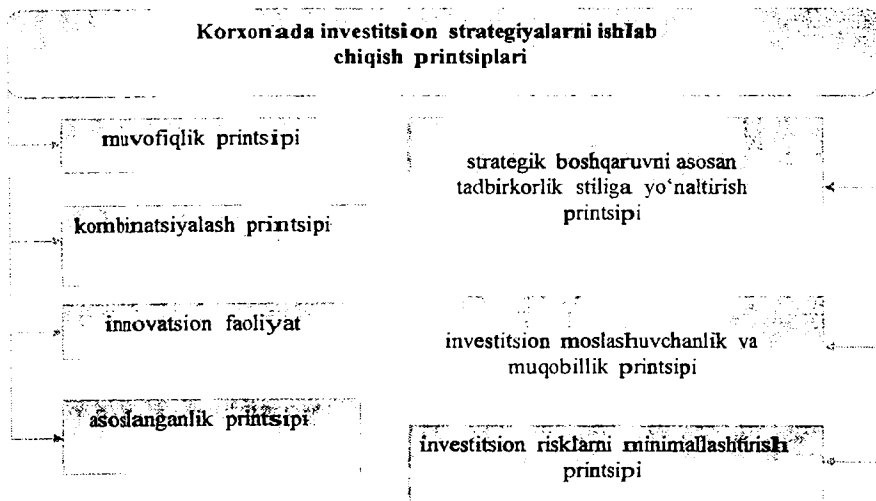 Korxonada investitsion strategiyalarni ishlab
chiqish printsiplari
muvofiqlik printsipi
kombinatsiyalash printsipi
innovatsion faoliyat
asoslanganlik printsipi
strategik boshqaruvni asosan
tadbirkorlik stiliga yo‘naltirish
printsipi
investitsion moslashuvchanlik va
muqobillik printsipi
investitsion risklarni minimallashtirish
printsipi